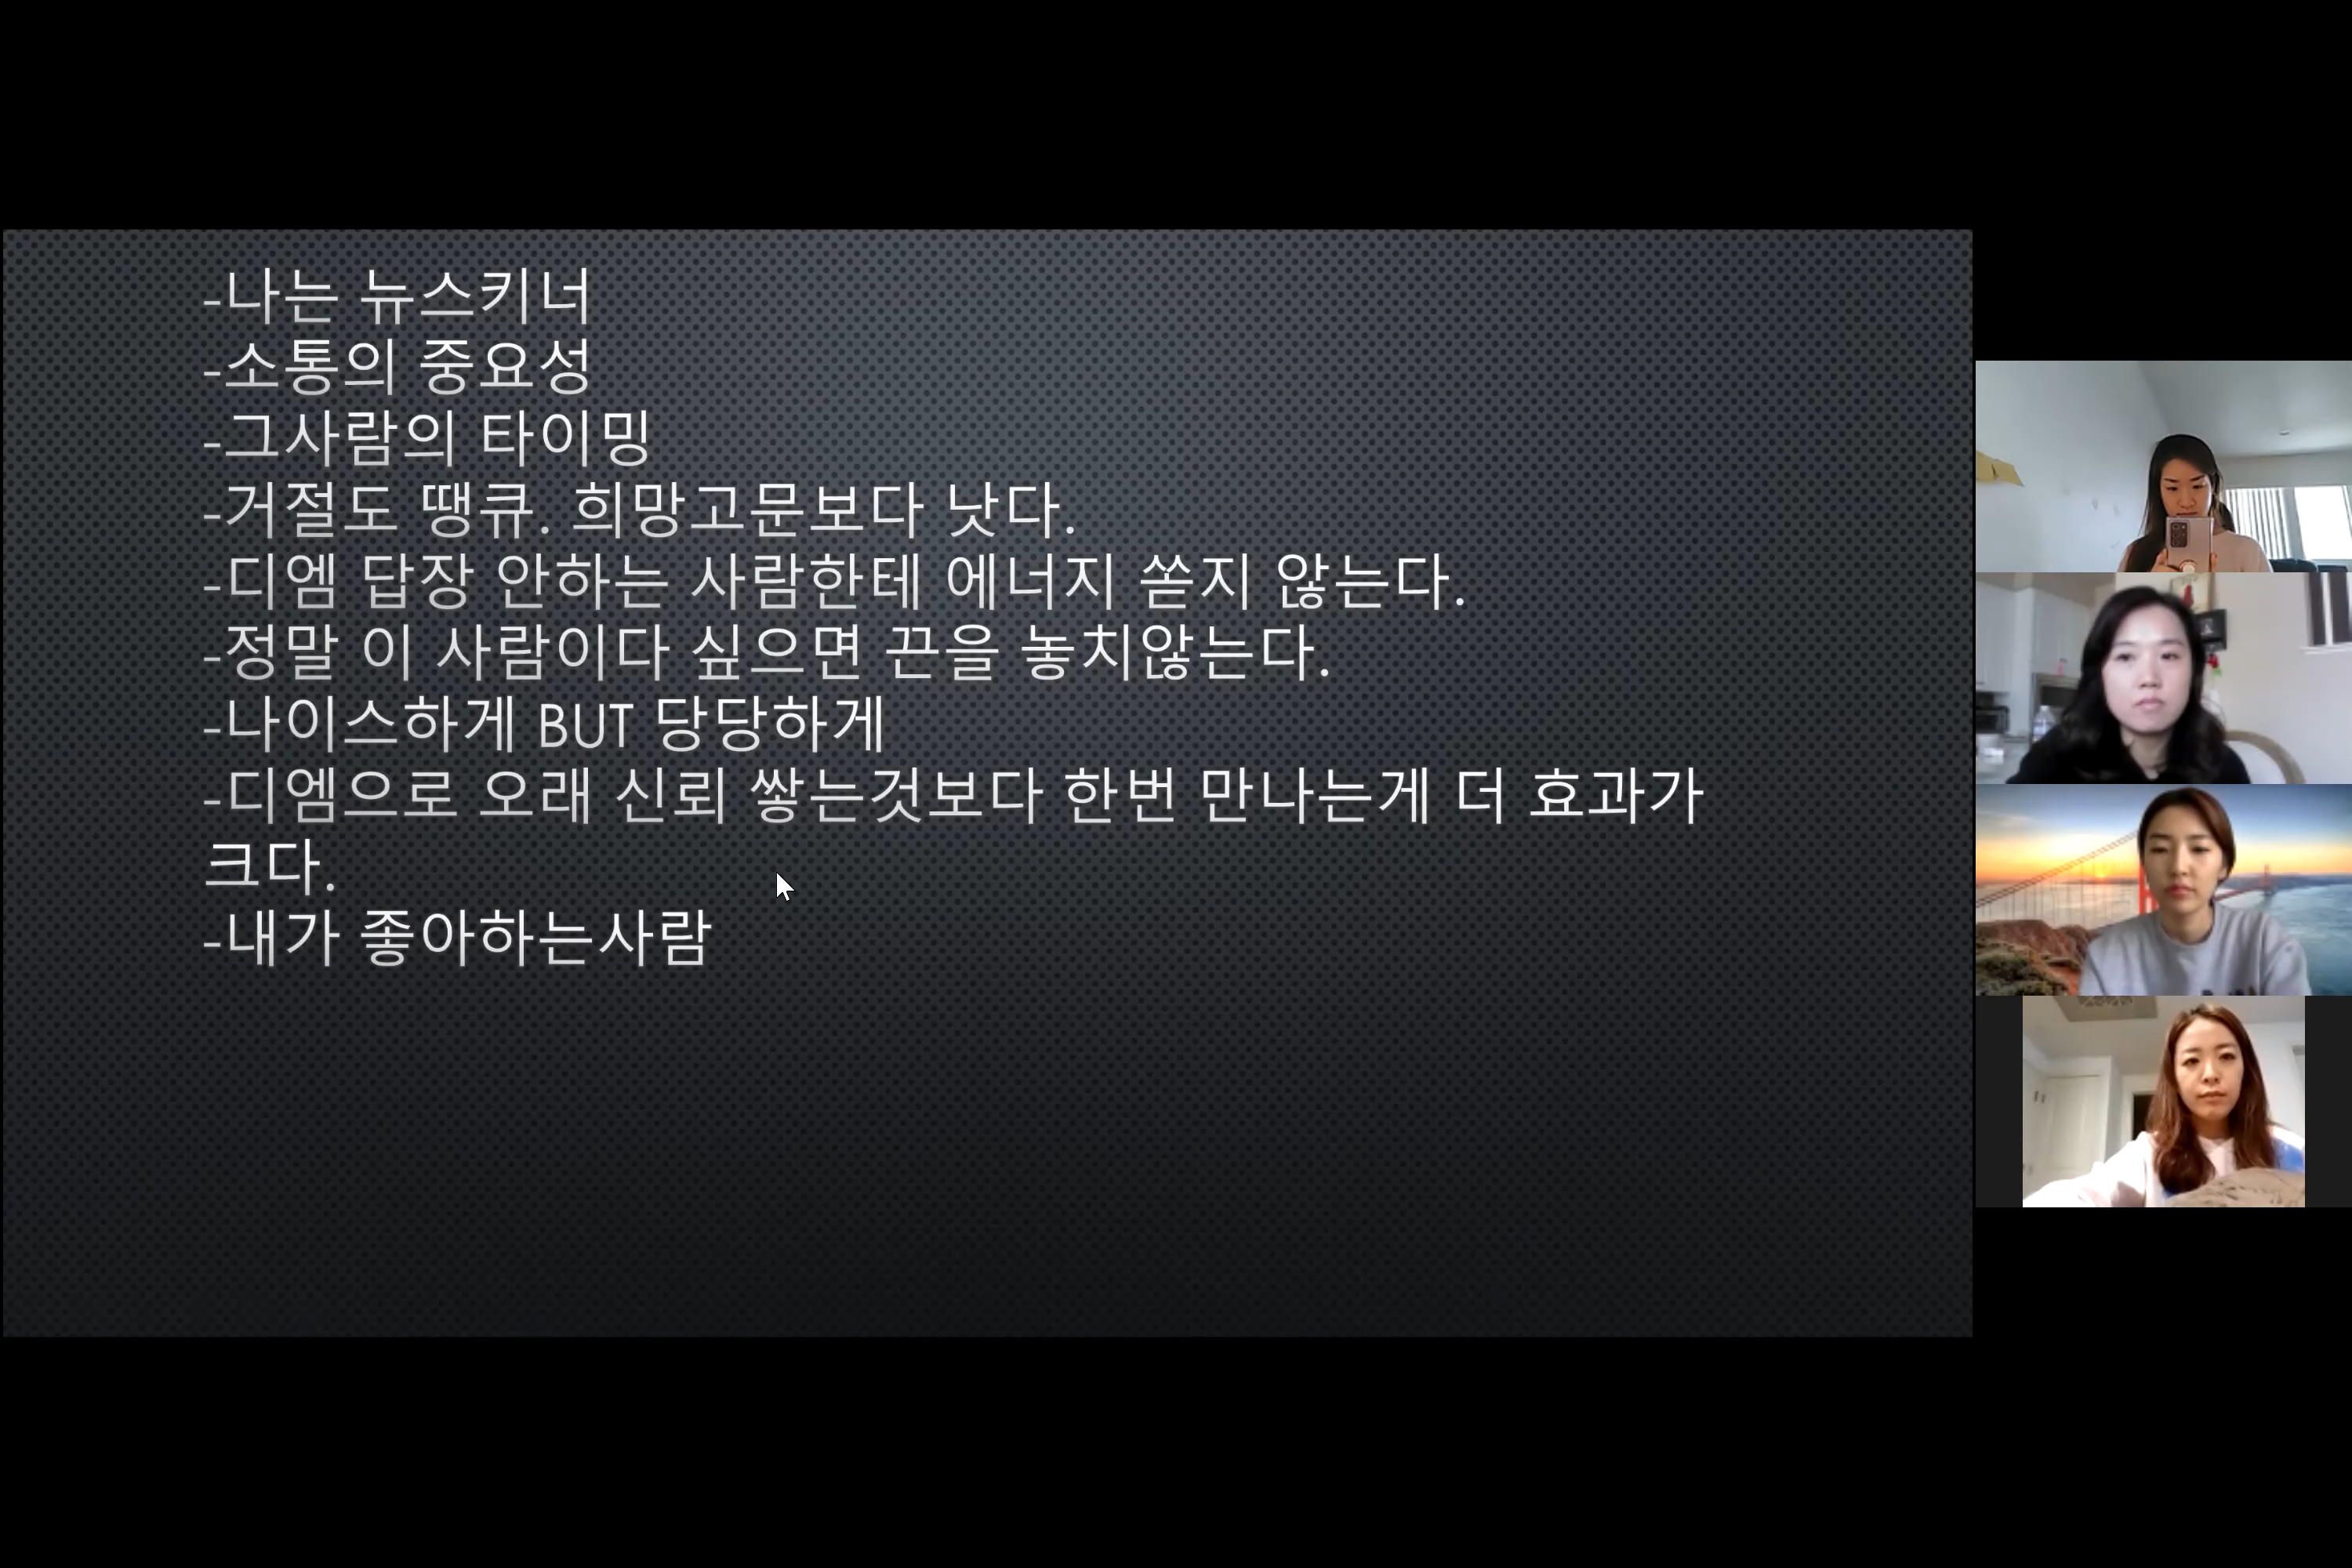 -나는 뉴스키너
-소통의 중요성
-그사람의 타이밍
-거절도 땡큐. 희망고문보다 낫다.
-디엠 답장 안하는 사람한테 에너지 쏟지 않는다.
-정말 이 사람이다 싶으면 끈을 놓치않는다.
-나이스하게 BUT 당당하게
-디엠으로 오래 신뢰 쌓는것보다 한번 만나는게 더 효과가
크다.
-내가 좋아하는사람